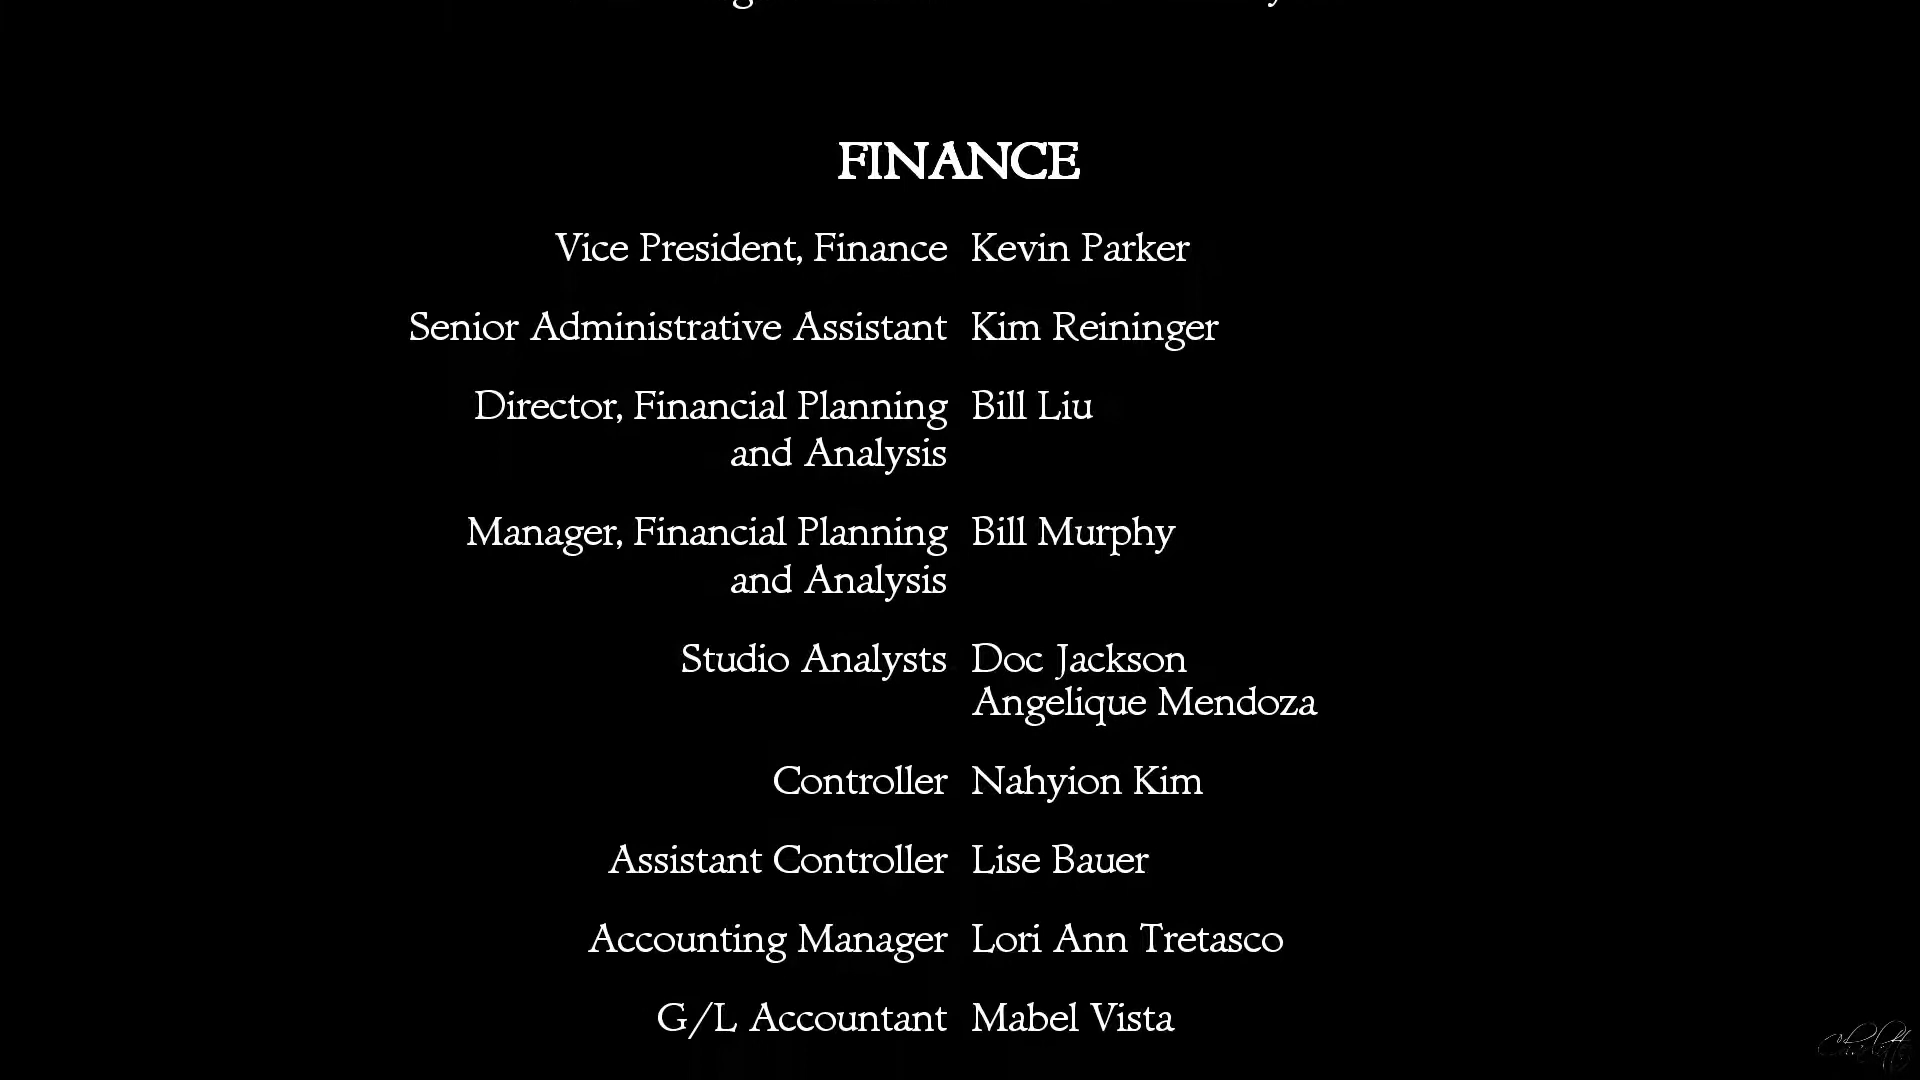 FINANCE
Vice President, Finance Kevin Parker
Senior Administrative Assistant Kim Reininger
Director, Financial Planning Bill Liu
and Analysis
Manager, Financial Planning Bill Murphy
and Analysis
Studio Analysts Doc Jackson
Angelique Mendoza
Controller Nahyion Kim
Assistant Controller Lise Bauer
Accounting Manager Lori Ann Tretasco
G/L Accountant Mabel Vista